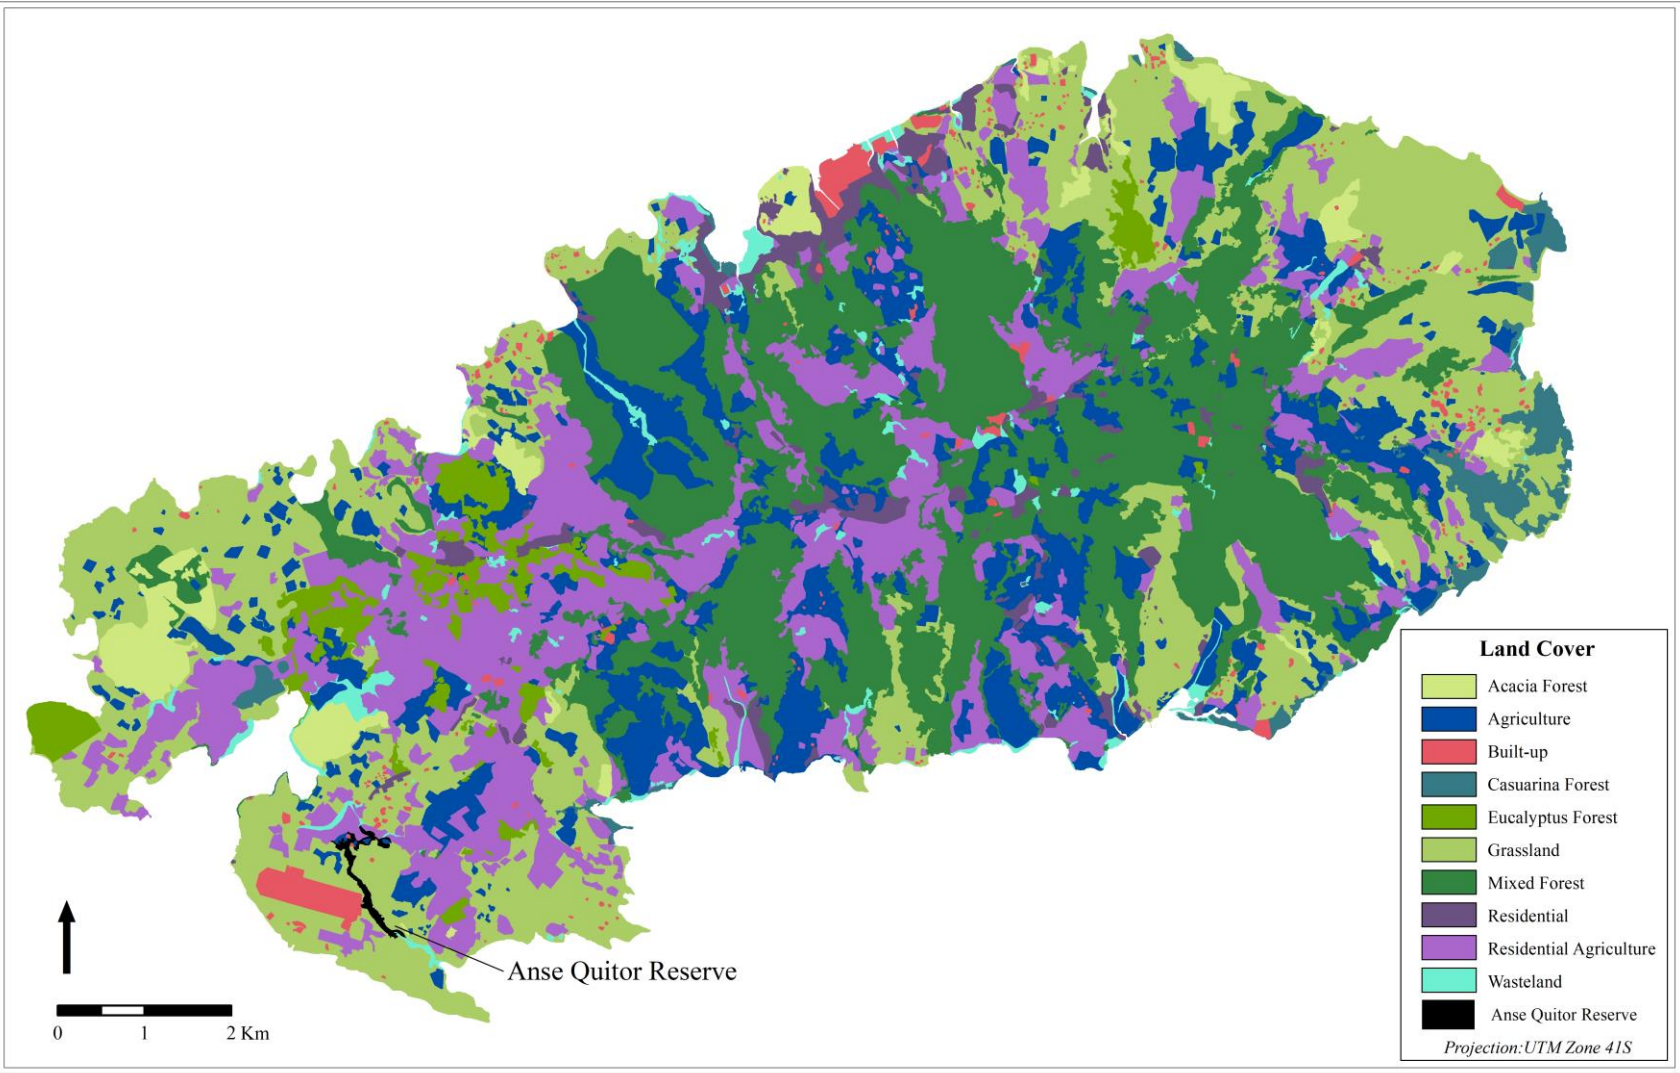 Land Cover
Acacia Forest
Agriculture
Built-up
Casuarina Forest
Eucalyptus Forest
Grassland
Mixed Forest
Residential
Residential Agriculture
Wasteland
Anse Quitor Reserve
Projection:UTM Zone 41S
Anse Quitor Reserve
0 1 2 Km